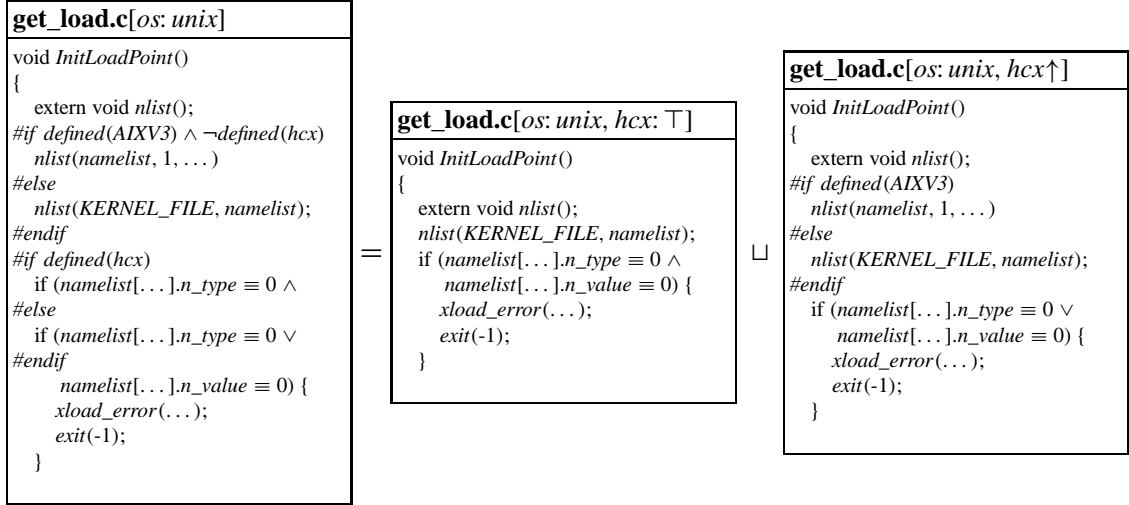 get_load.c[os: unix]
void InitLoadPoint()
{
extern void nlist();
#if defined(AIXV3) ∧ ¬defined(hcx)
nlist(namelist, 1, . . . )
#else
nlist(KERNEL_FILE, namelist);
#endif
#if defined(hcx)
if (namelist[. . . ].n_type ≡ 0 ∧
#else
if (namelist[. . . ].n_type ≡ 0 ∨
#endif
namelist[. . . ].n_value ≡ 0) {
xload_error(. . . );
exit(-1);
}
=
get_load.c[os: unix, hcx: ⊤]
void InitLoadPoint()
{
extern void nlist();
nlist(KERNEL_FILE, namelist);
if (namelist[. . . ].n_type ≡ 0 ∧
namelist[. . . ].n_value ≡ 0) {
xload_error(. . . );
exit(-1);
}
⊔
get_load.c[os: unix, hcx↑]
void InitLoadPoint()
{
extern void nlist();
#if defined(AIXV3)
nlist(namelist, 1, . . . )
#else
nlist(KERNEL_FILE, namelist);
#endif
if (namelist[. . . ].n_type ≡ 0 ∨
namelist[. . . ].n_value ≡ 0) {
xload_error(. . . );
exit(-1);
}